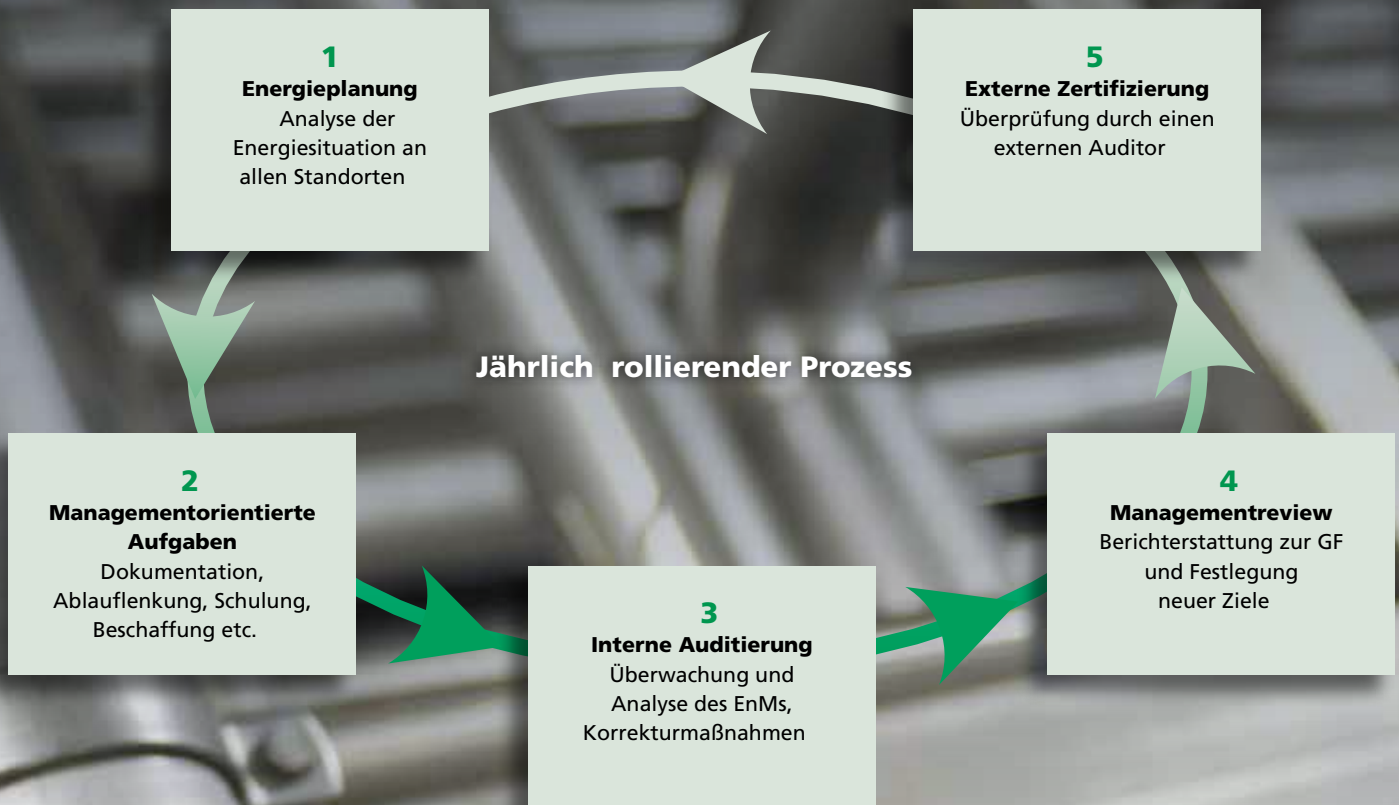 1
Energieplanung
Analyse der
Energiesituation an
allen Standorten
5
Externe Zertifizierung
Überprüfung durch einen
externen Auditor
Jährlich rollierender Prozess
2
Managementorientierte
Aufgaben
Dokumentation,
Ablauflenkung, Schulung,
Beschaffung etc.
3
Interne Auditierung
Überwachung und
Analyse des EnMs,
Korrekturmaßnahmen
4
Managementreview
Berichterstattung zur GF
und Festlegung
neuer Ziele